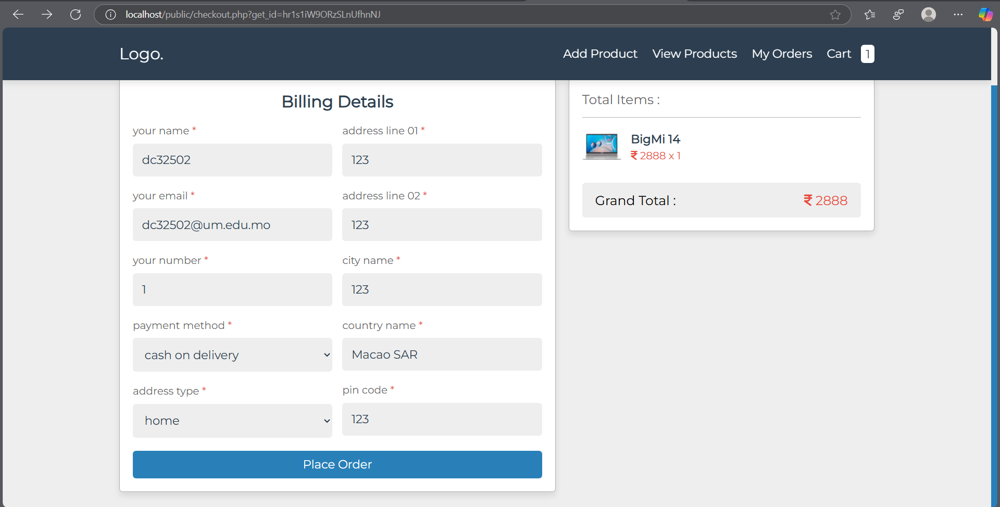 localhost/public/checkout.php?get_id=hr1s1iW9ORzSLnUfhnNJ
Logo.
Add Product View Products My Orders Cart 1
Billing Details
your name *
dc32502
your email *
dc32502@um.edu.mo
your number *
1
payment method *
cash on delivery
address type *
home
address line 01 *
123
address line 02 *
123
city name *
123
country name *
Macao SAR
pin code *
123
Place Order
Total Items :
BigMi 14
₹ 2888 x 1
Grand Total : ₹ 2888